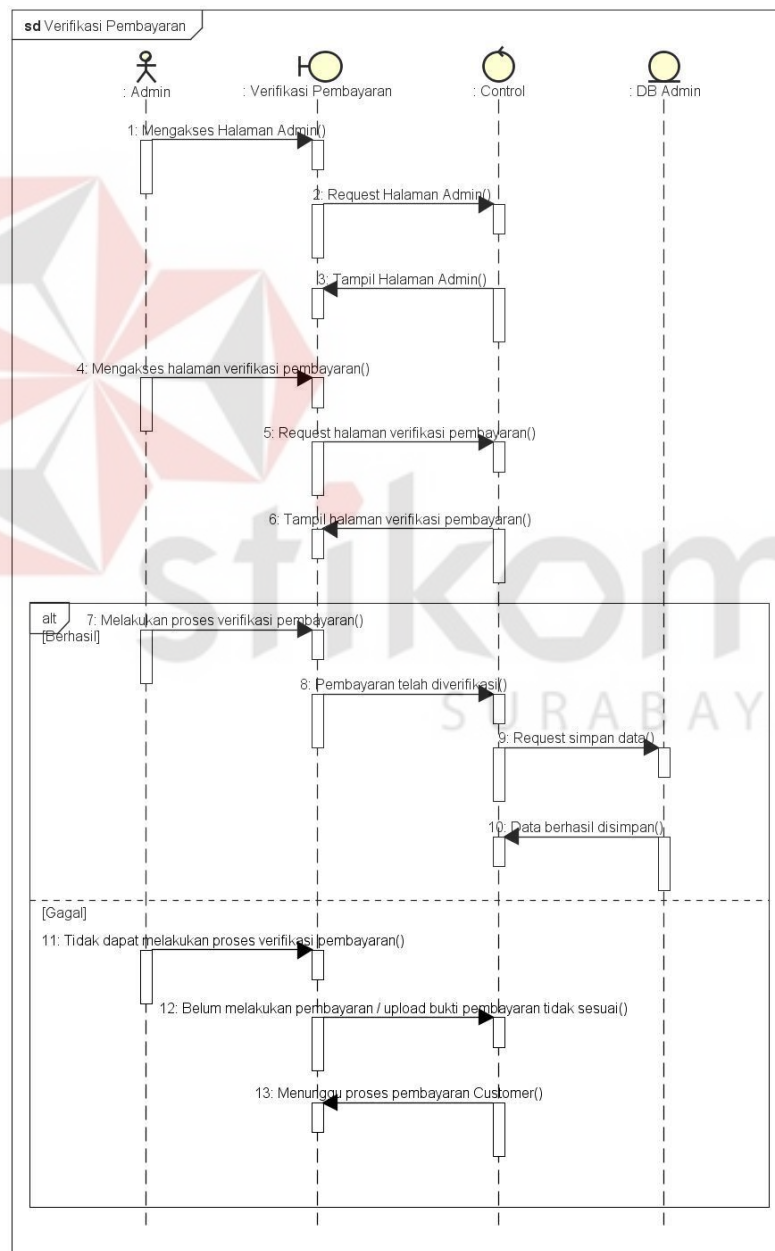 sd Verifikasi Pembayaran
: Admin
: Verifikasi Pembayaran
: Control
: DB Admin
1: Mengakses Halaman Admin()
2: Request Halaman Admin()
3: Tampil Halaman Admin()
4: Mengakses halaman verifikasi pembayaran()
5: Request halaman verifikasi pembayaran()
6: Tampil halaman verifikasi pembayaran()
stikom
SURABAY
alt
7: Melakukan proses verifikasi pembayaran()
[Berhasil]
8: Pembayaran telah diverifikasi()
9: Request simpan data()
10: Data berhasil disimpan()
[Gagal]
11: Tidak dapat melakukan proses verifikasi pembayaran()
12: Belum melakukan pembayaran / upload bukti pembayaran tidak sesuai()
13: Menunggu proses pembayaran Customer()